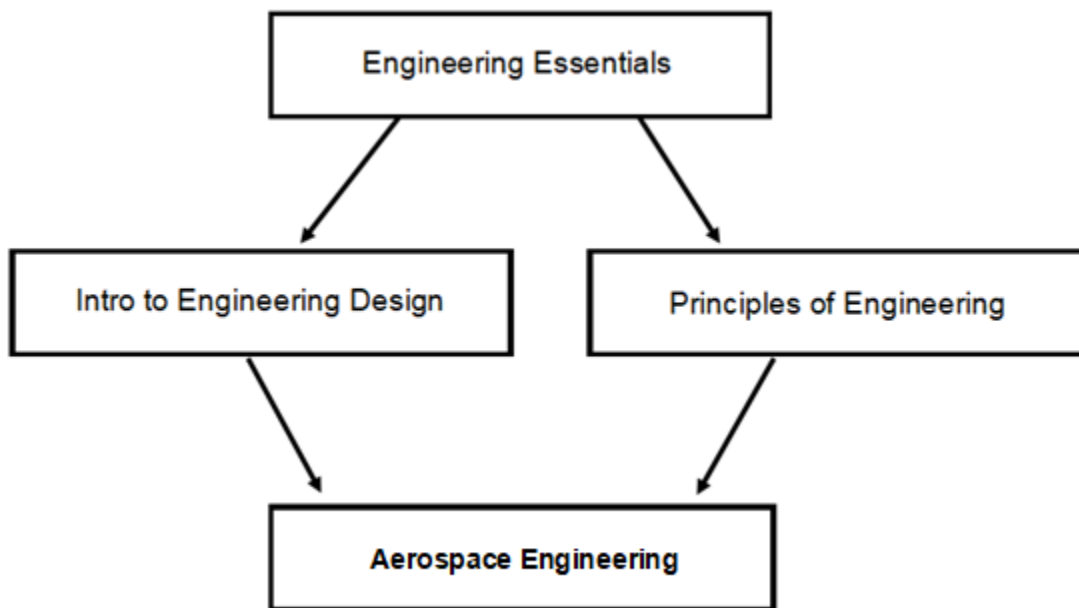 Engineering Essentials
Intro to Engineering Design
Principles of Engineering
Aerospace Engineering